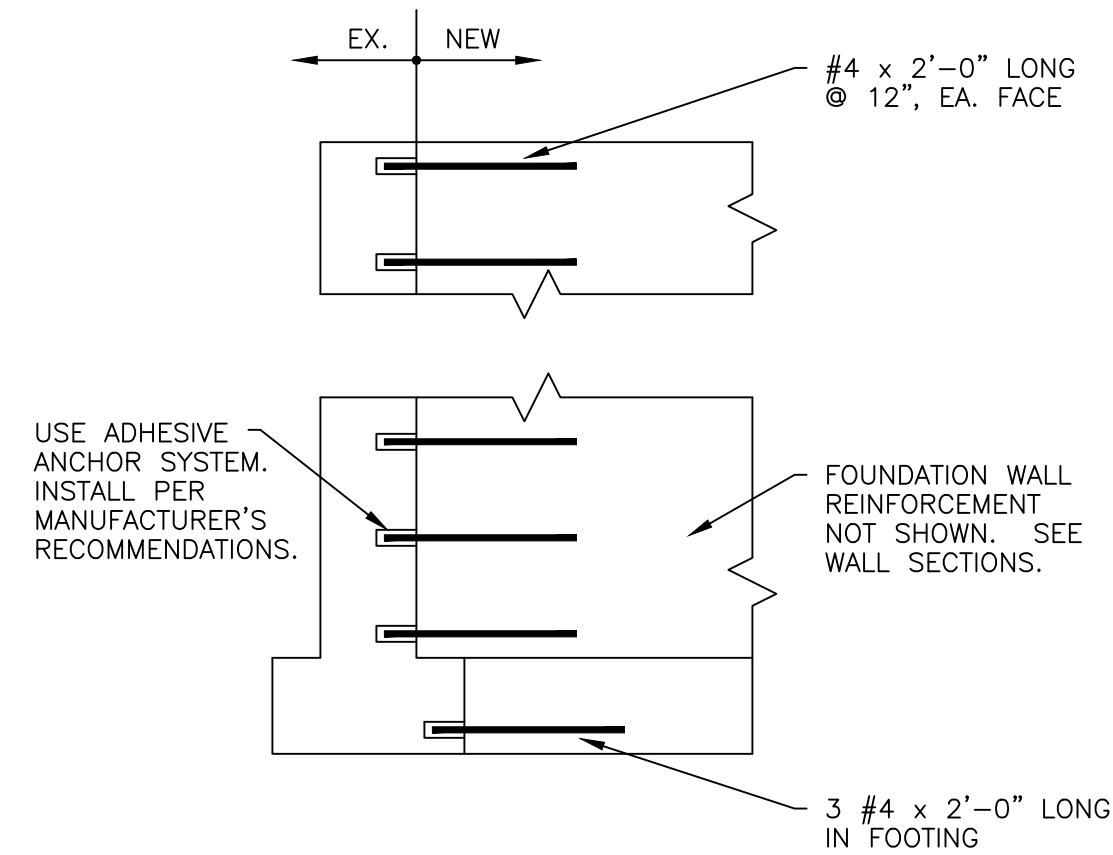 EX.
NEW
#4 x 2'-0" LONG
@ 12", EA. FACE
USE ADHESIVE
ANCHOR SYSTEM.
INSTALL PER
MANUFACTURER'S
RECOMMENDATIONS.
FOUNDATION WALL
REINFORCEMENT
NOT SHOWN. SEE
WALL SECTIONS.
3 #4 x 2'-0" LONG
IN FOOTING